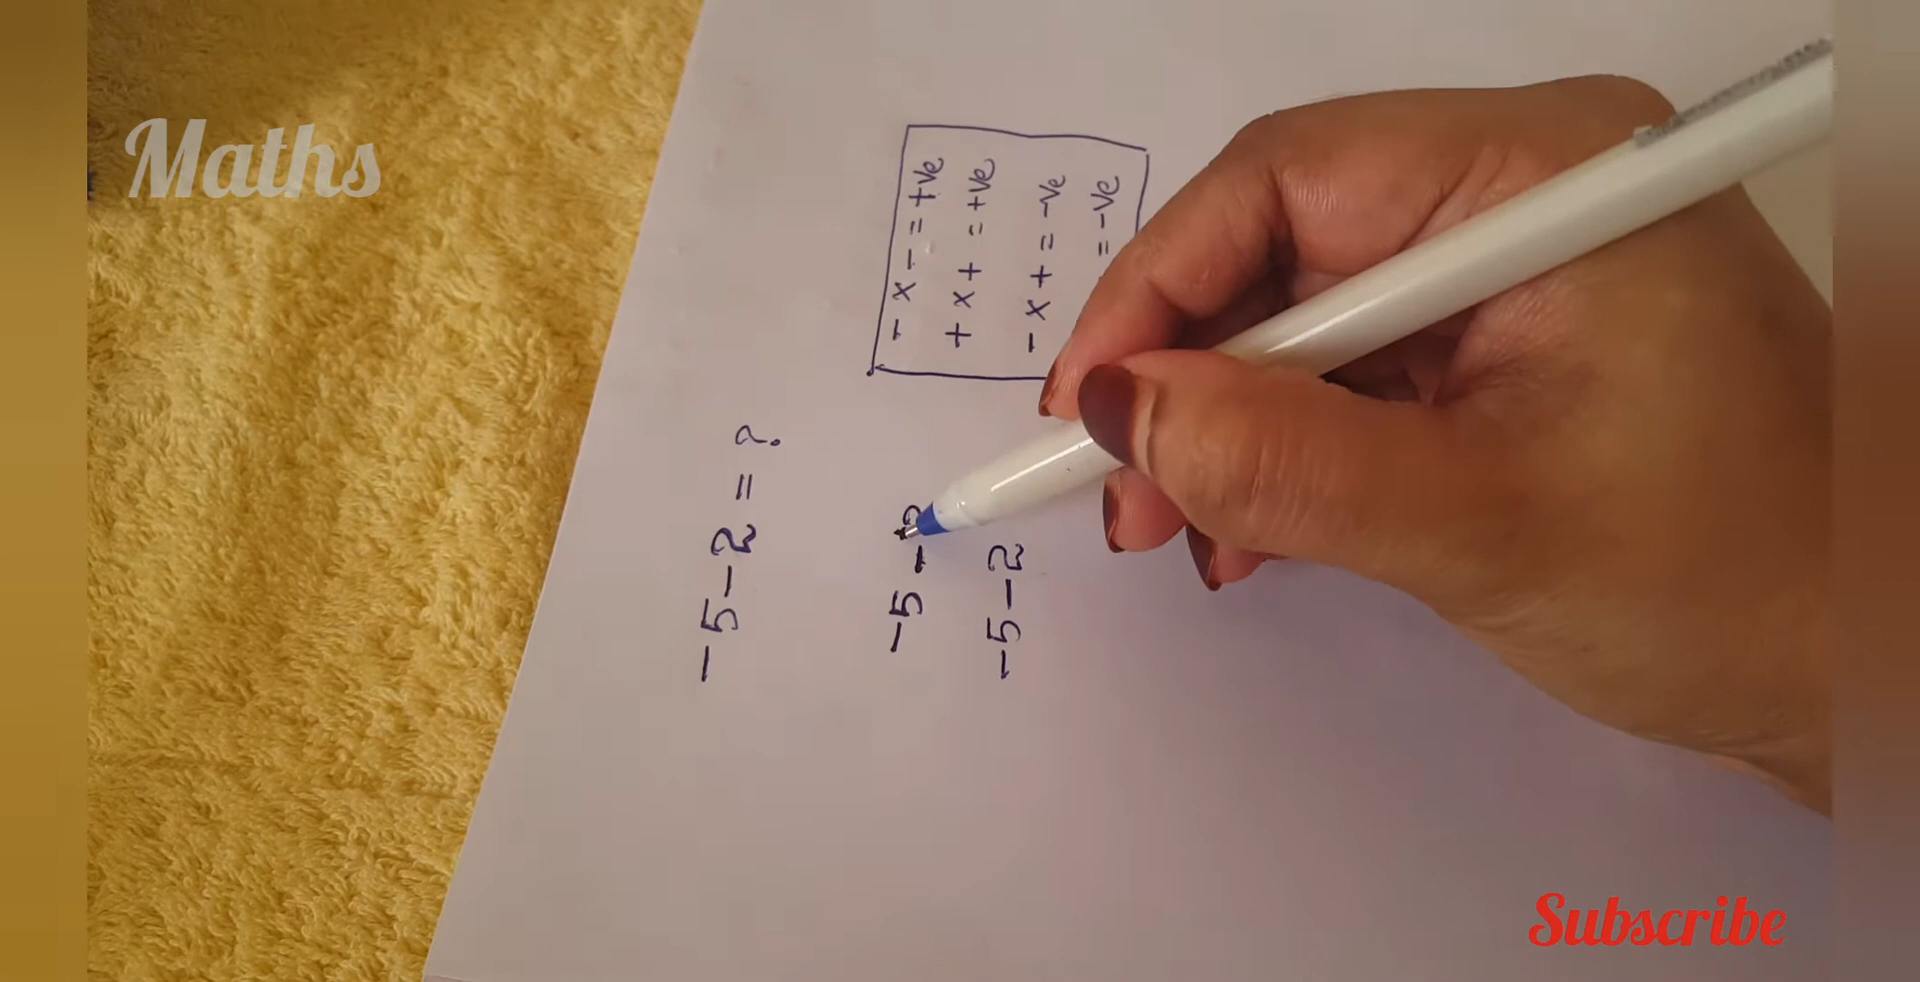 Maths
- x - = +ve
+ x + = +ve
- x + = -ve
= -ve
-5-2 = ?
-5 -
-5-2
Subscribe